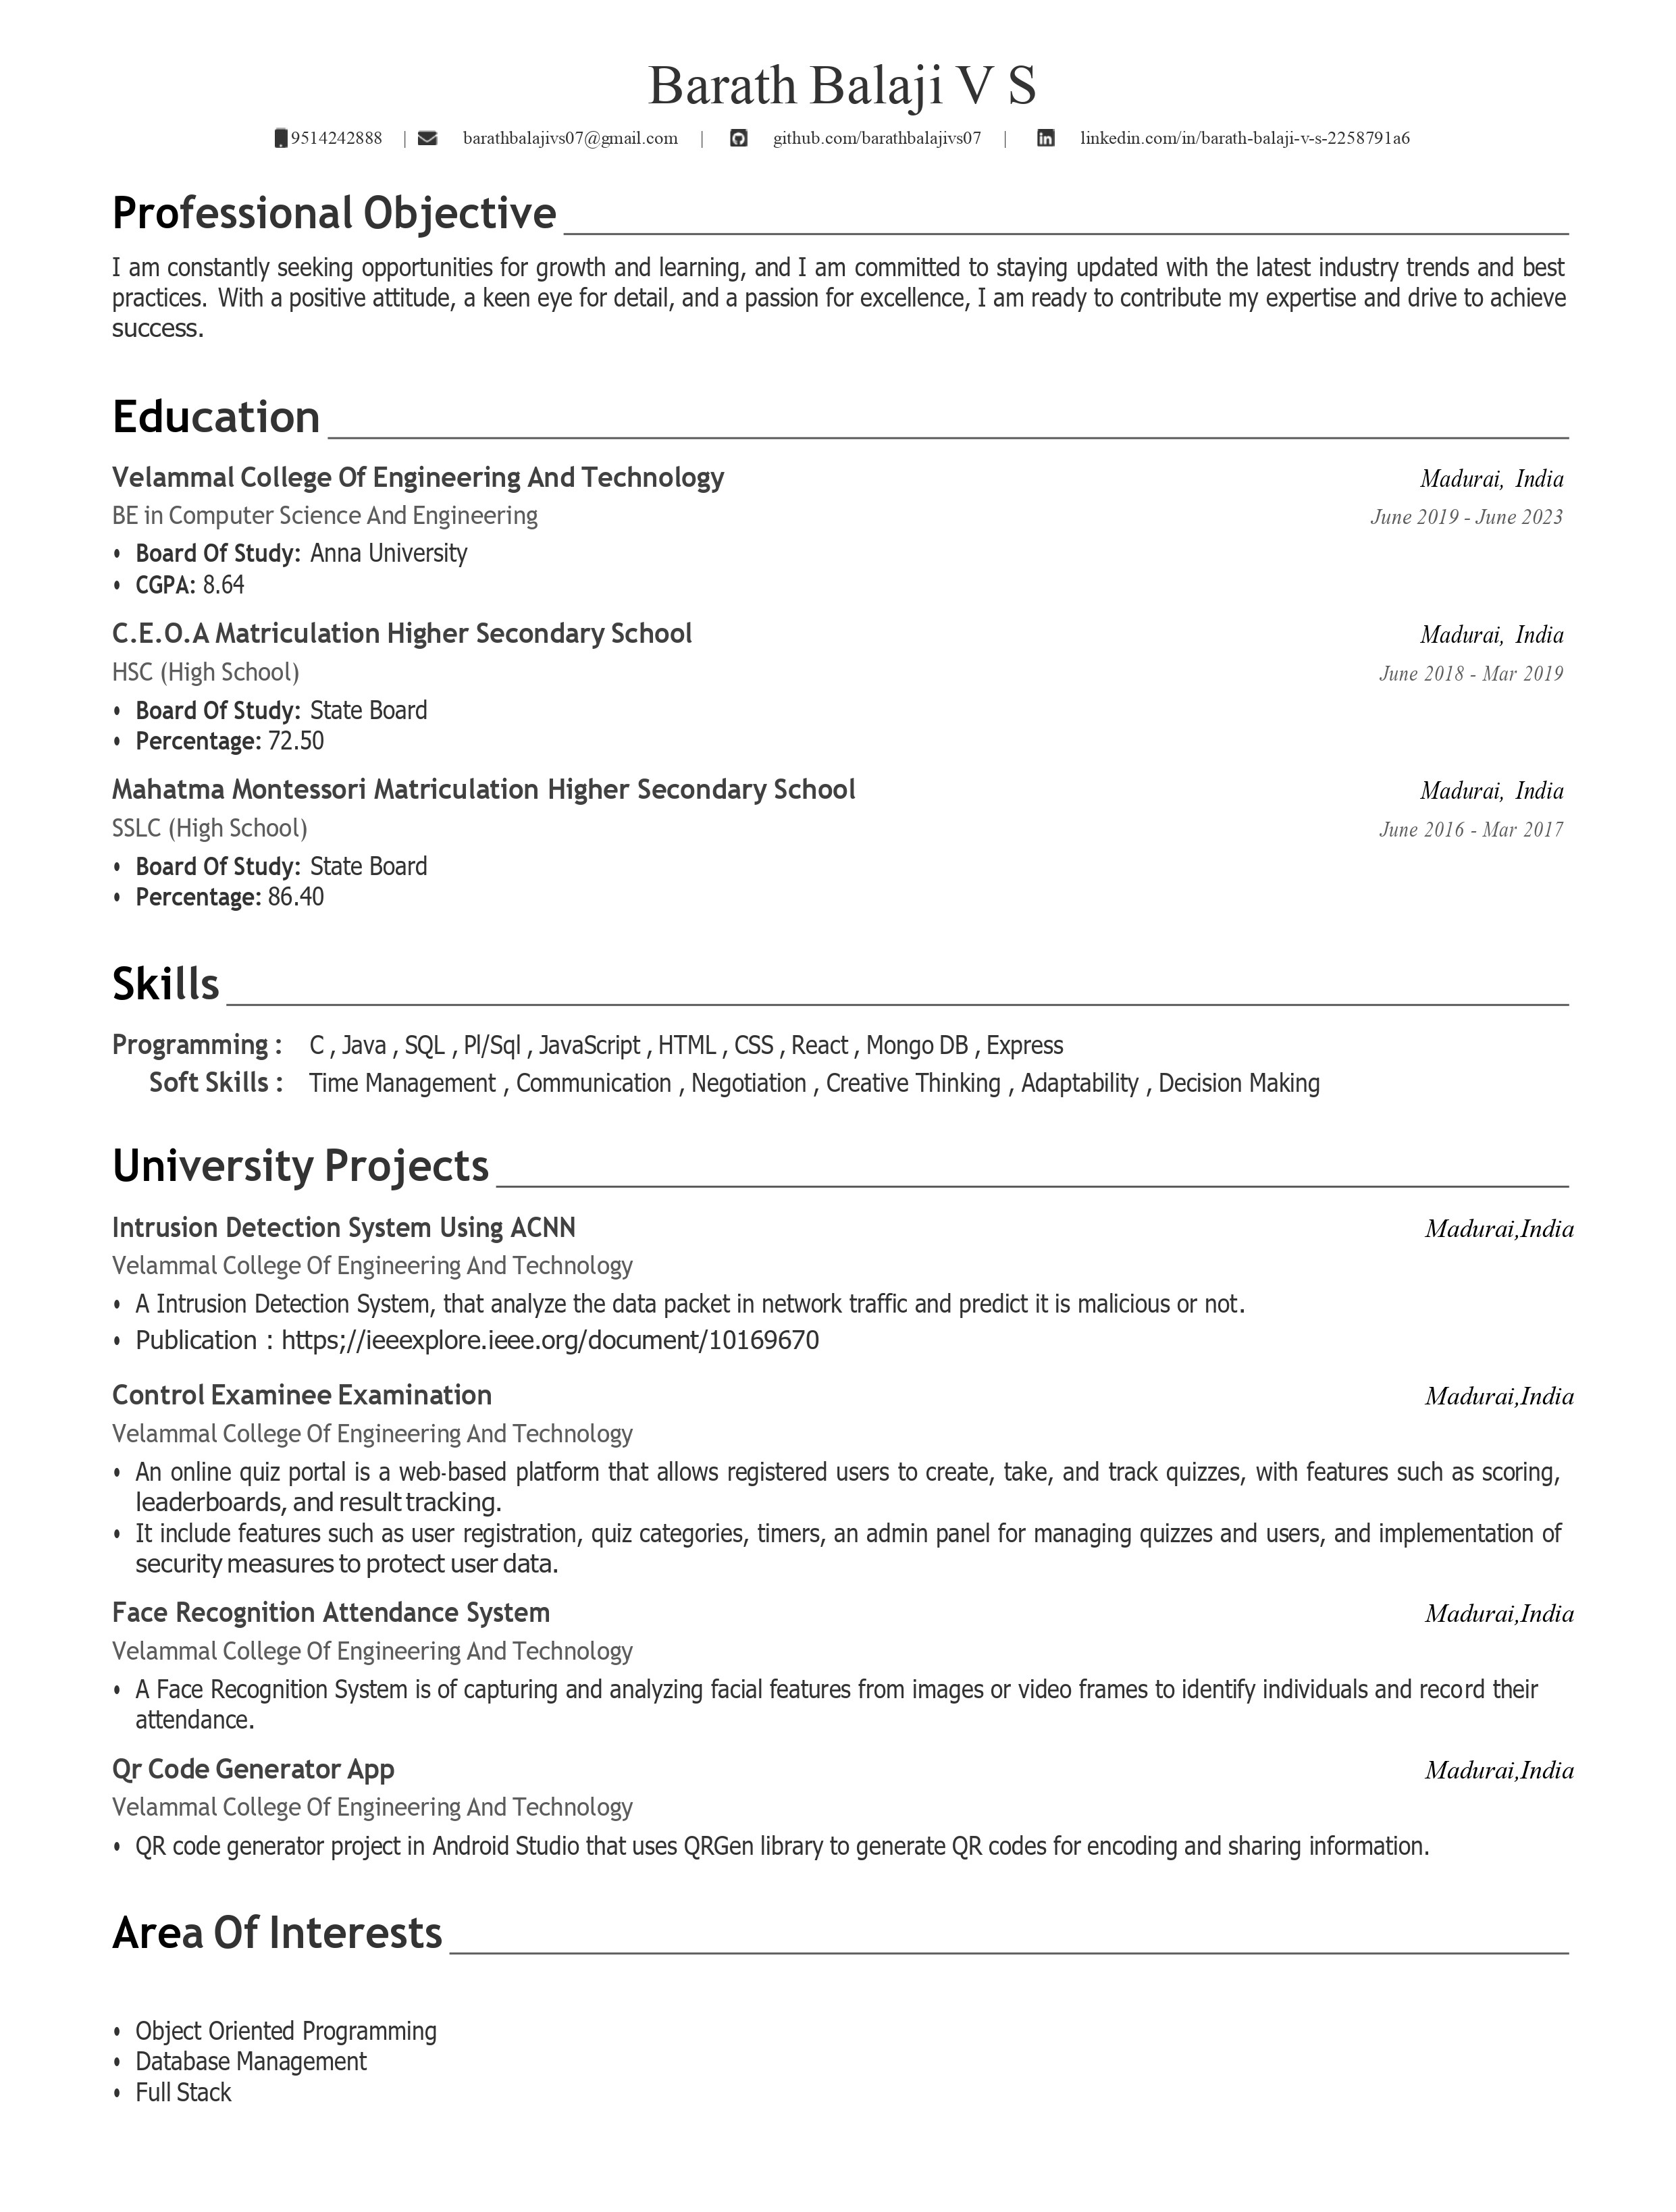 Barath Balaji V S
9514242888 | barathbalajivs07@gmail.com | github.com/barathbalajivs07 | linkedin.com/in/barath-balaji-v-s-2258791a6
Professional Objective
I am constantly seeking opportunities for growth and learning, and I am committed to staying updated with the latest industry trends and best
practices. With a positive attitude, a keen eye for detail, and a passion for excellence, I am ready to contribute my expertise and drive to achieve
success.
Education
Velammal College Of Engineering And Technology Madurai, India
BE in Computer Science And Engineering June 2019 - June 2023
• Board Of Study: Anna University
• CGPA: 8.64
C.E.O.A Matriculation Higher Secondary School Madurai, India
HSC (High School) June 2018 - Mar 2019
• Board Of Study: State Board
• Percentage: 72.50
Mahatma Montessori Matriculation Higher Secondary School Madurai, India
SSLC (High School) June 2016 - Mar 2017
• Board Of Study: State Board
• Percentage: 86.40
Skills
Programming : C , Java , SQL , Pl/Sql , JavaScript , HTML , CSS , React , Mongo DB , Express
Soft Skills : Time Management , Communication , Negotiation , Creative Thinking , Adaptability , Decision Making
University Projects
Intrusion Detection System Using ACNN Madurai,India
Velammal College Of Engineering And Technology
• A Intrusion Detection System, that analyze the data packet in network traffic and predict it is malicious or not.
• Publication : https;//ieeexplore.ieee.org/document/10169670
Control Examinee Examination Madurai,India
Velammal College Of Engineering And Technology
• An online quiz portal is a web-based platform that allows registered users to create, take, and track quizzes, with features such as scoring,
leaderboards, and result tracking.
• It include features such as user registration, quiz categories, timers, an admin panel for managing quizzes and users, and implementation of
security measures to protect user data.
Face Recognition Attendance System Madurai,India
Velammal College Of Engineering And Technology
• A Face Recognition System is of capturing and analyzing facial features from images or video frames to identify individuals and record their
attendance.
Qr Code Generator App Madurai,India
Velammal College Of Engineering And Technology
• QR code generator project in Android Studio that uses QRGen library to generate QR codes for encoding and sharing information.
Area Of Interests
• Object Oriented Programming
• Database Management
• Full Stack